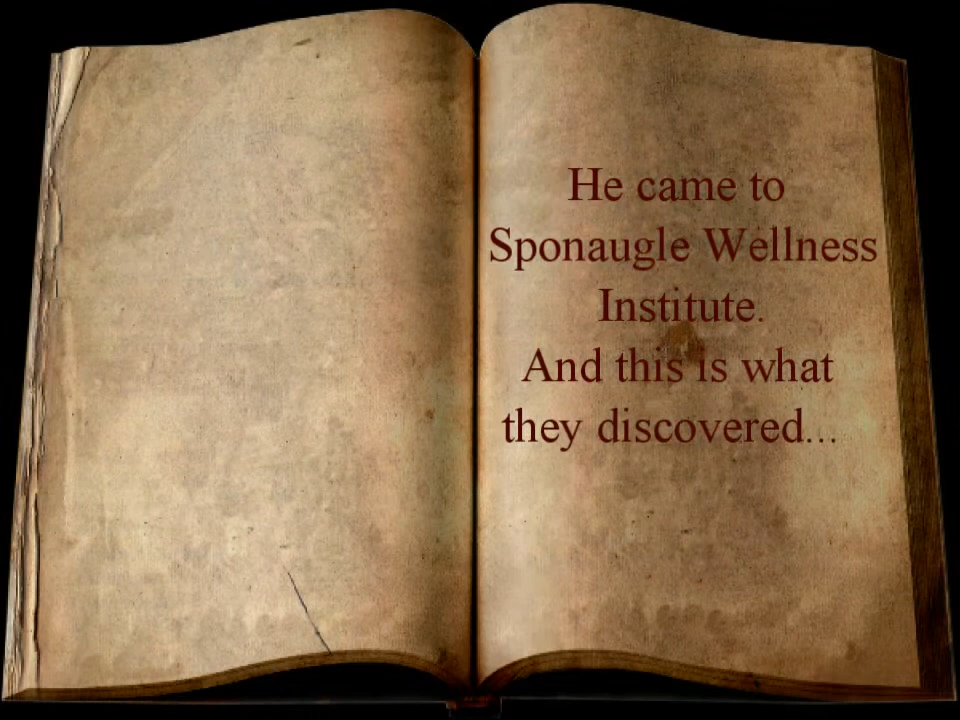 He came to
Sponaugle Wellness
Institute.
And this is what
they discovered...